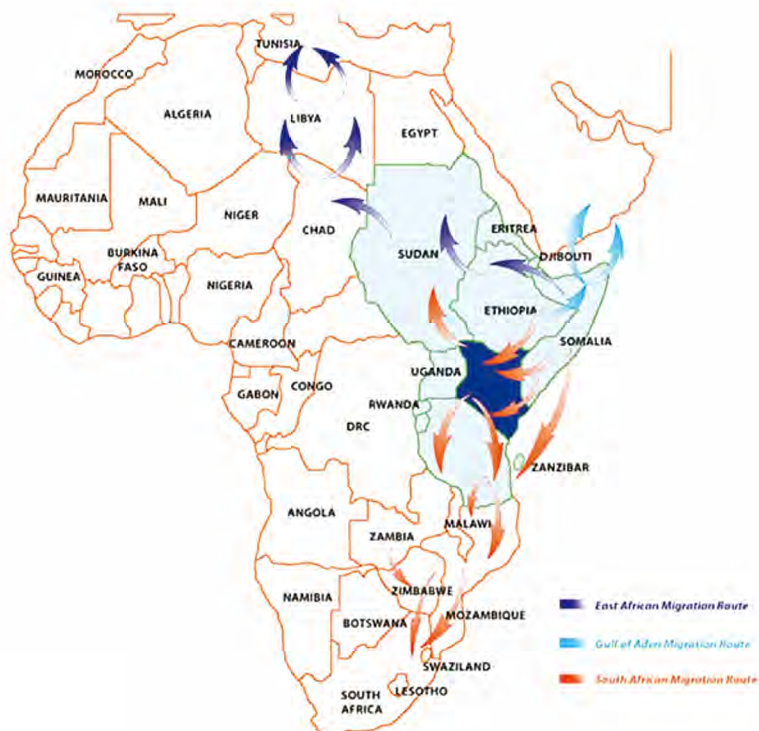 TUNISIA
MOROCCO
ALGERIA
LIBYA
EGYPT
MAURITANIA
MALI
NIGER
CHAD
SUDAN
ERITREA
DJIBOUTI
BURKINA
FASO
GUINEA
NIGERIA
ETHIOPIA
SOMALIA
CAMEROON
UGANDA
GABON
CONGO
RWANDA
DRC
ZANZIBAR
ANGOLA
MALAWI
ZAMBIA
NAMIBIA
ZIMBABWE
BOTSWANA
MOZAMBIQUE
SWAZILAND
LESOTHO
SOUTH
AFRICA
East African Migration Route
Gulf of Aden Migration Route
South African Migration Route